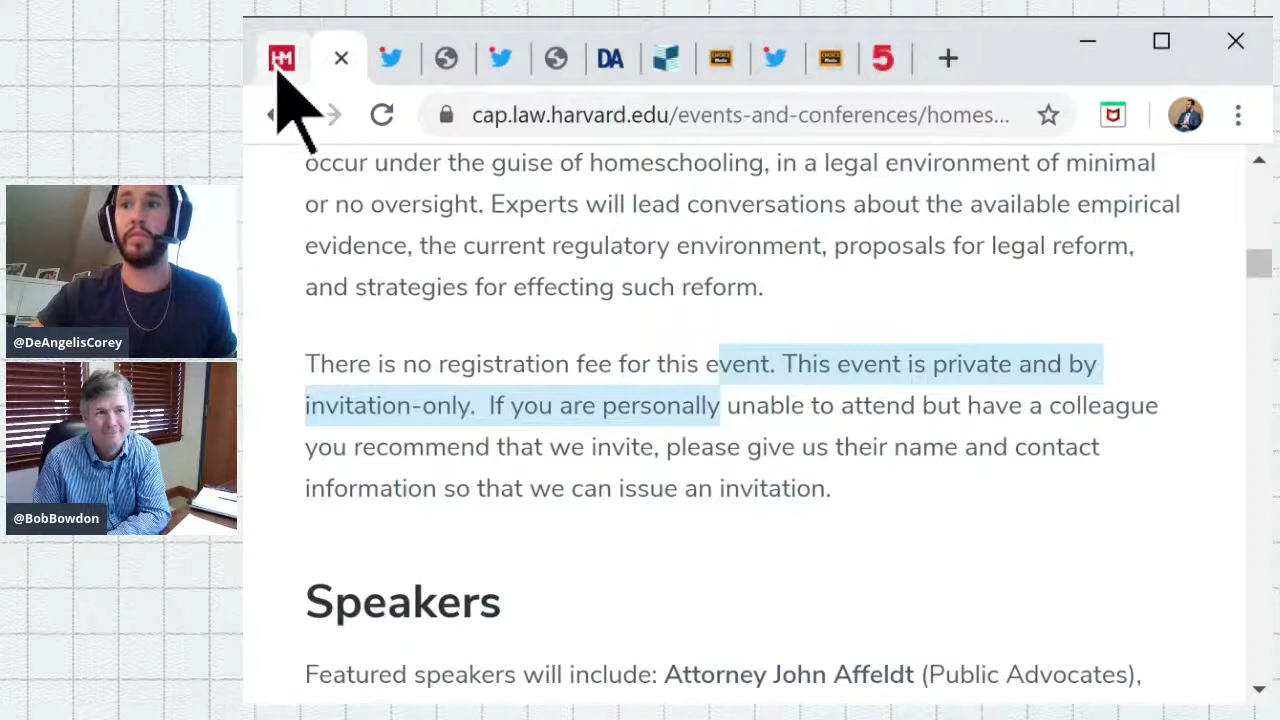 HM
DA
5
cap.law.harvard.edu/events-and-conferences/homes...
occur under the guise of homeschooling, in a legal environment of minimal
or no oversight. Experts will lead conversations about the available empirical
evidence, the current regulatory environment, proposals for legal reform,
and strategies for effecting such reform.
There is no registration fee for this event. This event is private and by
invitation-only.  If you are personally unable to attend but have a colleague
you recommend that we invite, please give us their name and contact
information so that we can issue an invitation.
Speakers
Featured speakers will include: Attorney John Affeldt (Public Advocates),
@DeAngelisCorey
@BobBowdon